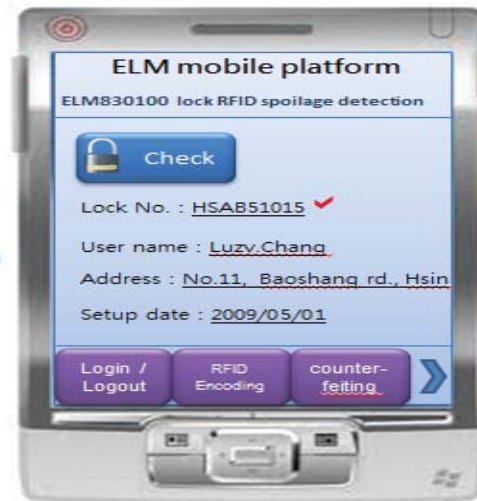 ELM mobile platform
ELM830100 lock RFID spoilage detection
Check
Lock No. : HSAB51015
User name : Luzy.Chang
Address : No.11, Baoshang rd., Hsin
Setup date : 2009/05/01
Login / Logout
RFID Encoding
counter-feiting